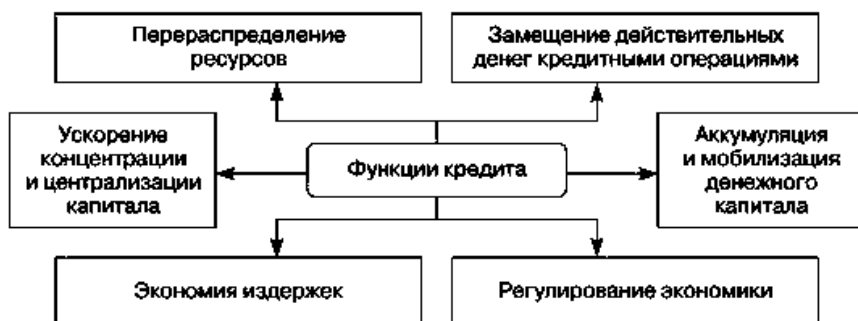 Перераспределение
ресурсов
Замещение действительных
денег кредитными операциями
Ускорение
концентрации
и централизации
капитала
Функции кредита
Аккумуляция
и мобилизация
денежного
капитала
Экономия издержек
Регулирование экономики